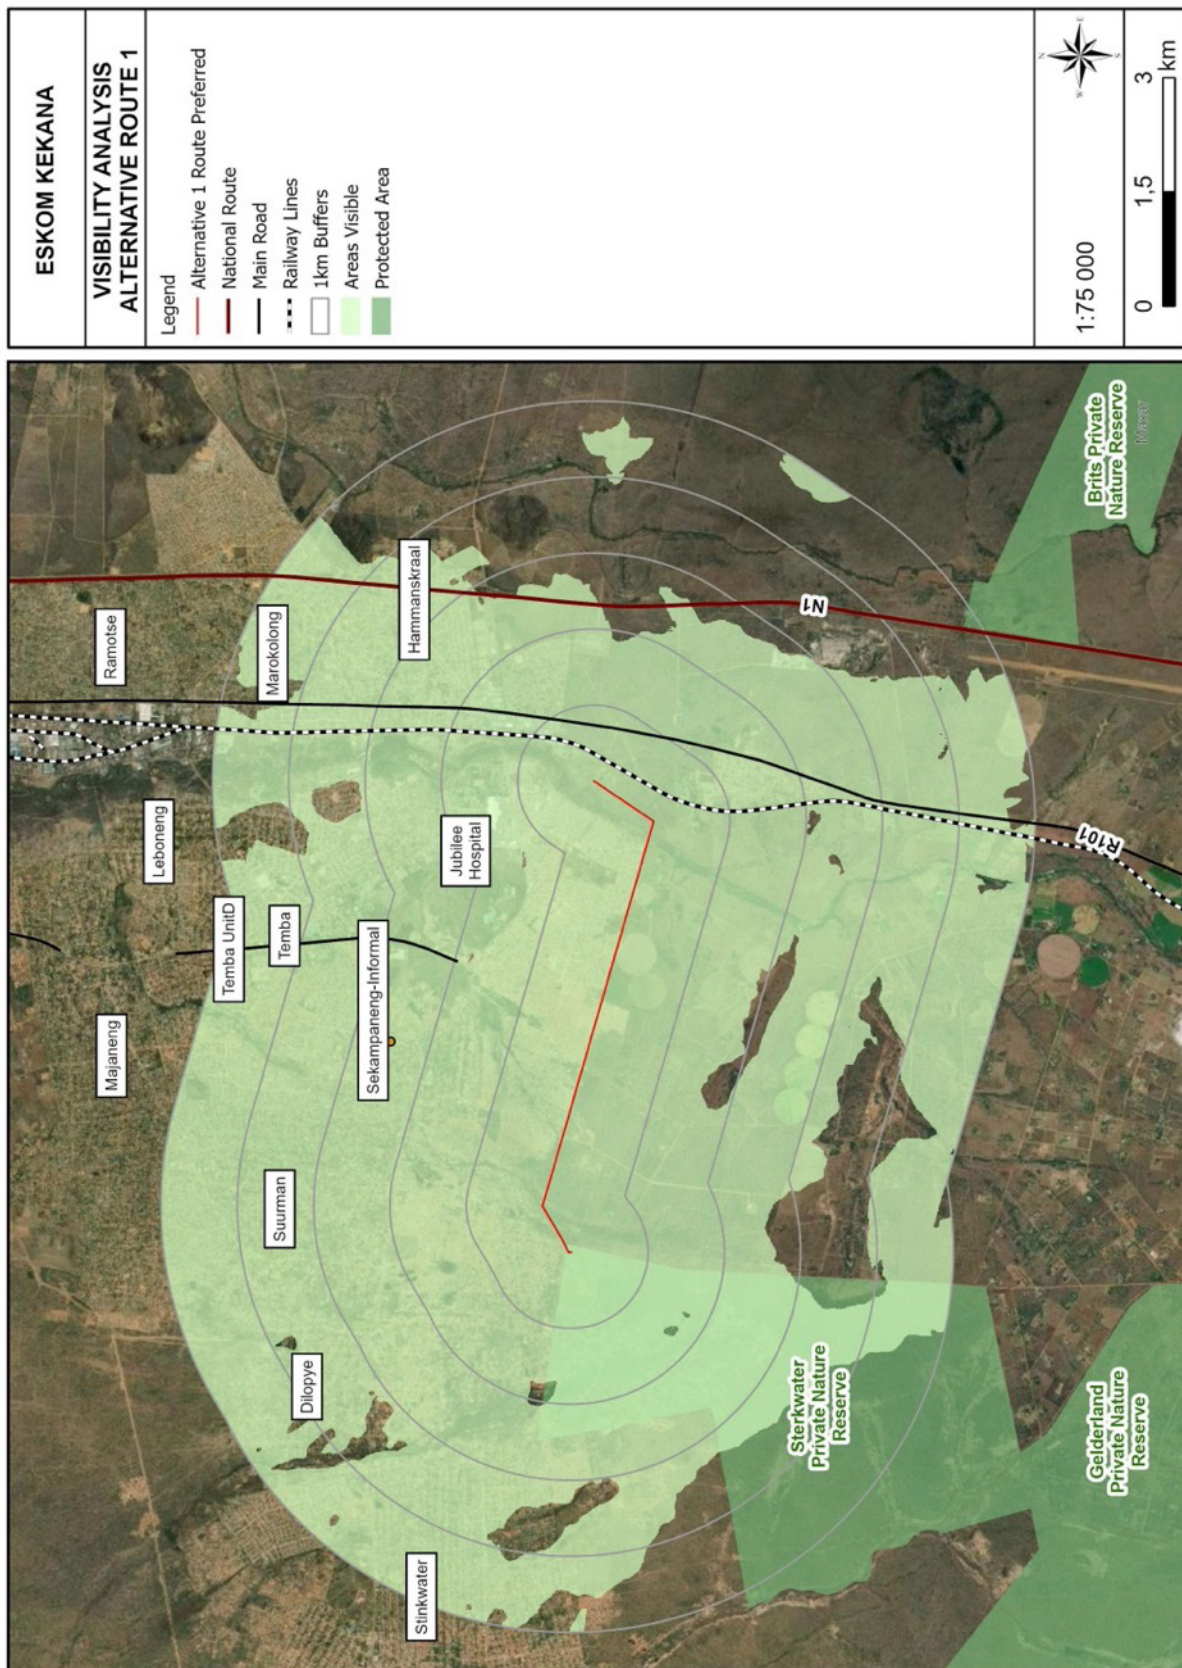 ESKOM KEKANA
VISIBILITY ANALYSIS
ALTERNATIVE ROUTE 1
Legend
Alternative 1 Route Preferred
National Route
Main Road
Railway Lines
1km Buffers
Areas Visible
Protected Area
N
E
S
W
1:75 000
0
1,5
3
km
Ramotse
Marokolong
Hammanskraal
Leboneng
Jubilee
Hospital
Temba UnitD
Temba
Majaneng
Sekampaneng-Informal
Suurman
Dilopye
Stinkwater
N1
R101
Brits Private
Nature Reserve
Maxar
Sterkwater
Private Nature
Reserve
Gelderland
Private Nature
Reserve